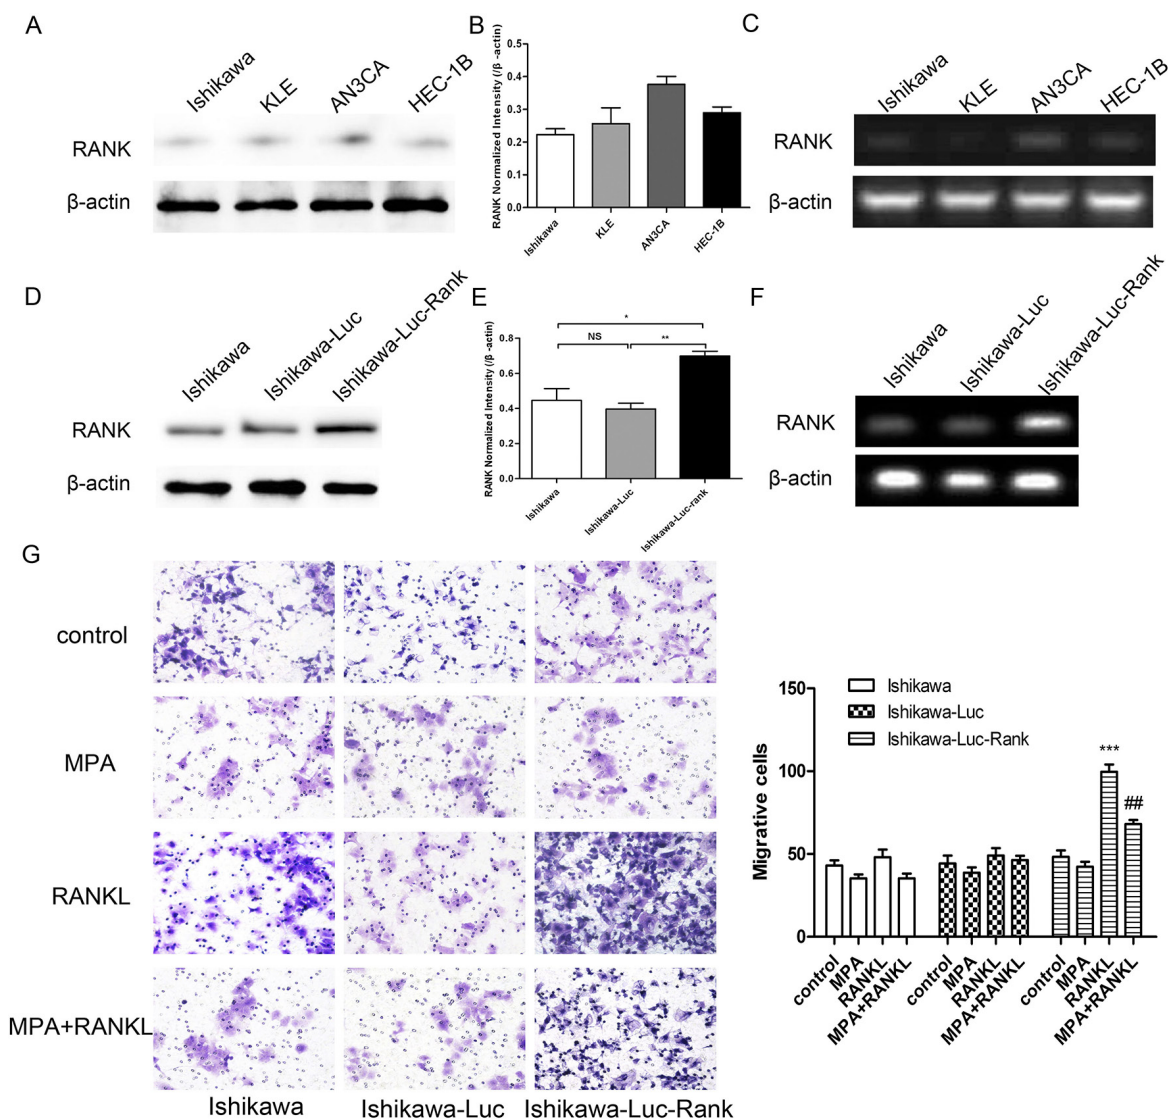 A
Ishikawa
KLE
AN3CA
HEC-1B
RANK
β-actin
B
RANK Normalized Intensity (/β -actin)
0.5
0.4
0.3
0.2
0.1
0.0
Ishikawa
KLE
AN3CA
HEC-1B
C
Ishikawa
KLE
AN3CA
HEC-1B
RANK
β-actin
D
Ishikawa
Ishikawa-Luc
Ishikawa-Luc-Rank
RANK
β-actin
E
RANK Normalized Intensity (/β -actin)
0.8
0.6
0.4
0.2
0.0
*
NS
**
Ishikawa
Ishikawa-Luc
Ishikawa-Luc-rank
F
Ishikawa
Ishikawa-Luc
Ishikawa-Luc-Rank
RANK
β-actin
G
control
MPA
RANKL
MPA+RANKL
Ishikawa
Ishikawa-Luc
Ishikawa-Luc-Rank
Migrative cells
150
100
50
0
Ishikawa
Ishikawa-Luc
Ishikawa-Luc-Rank
***
##
control
MPA
RANKL
MPA+RANKL
control
MPA
RANKL
MPA+RANKL
control
MPA
RANKL
MPA+RANKL